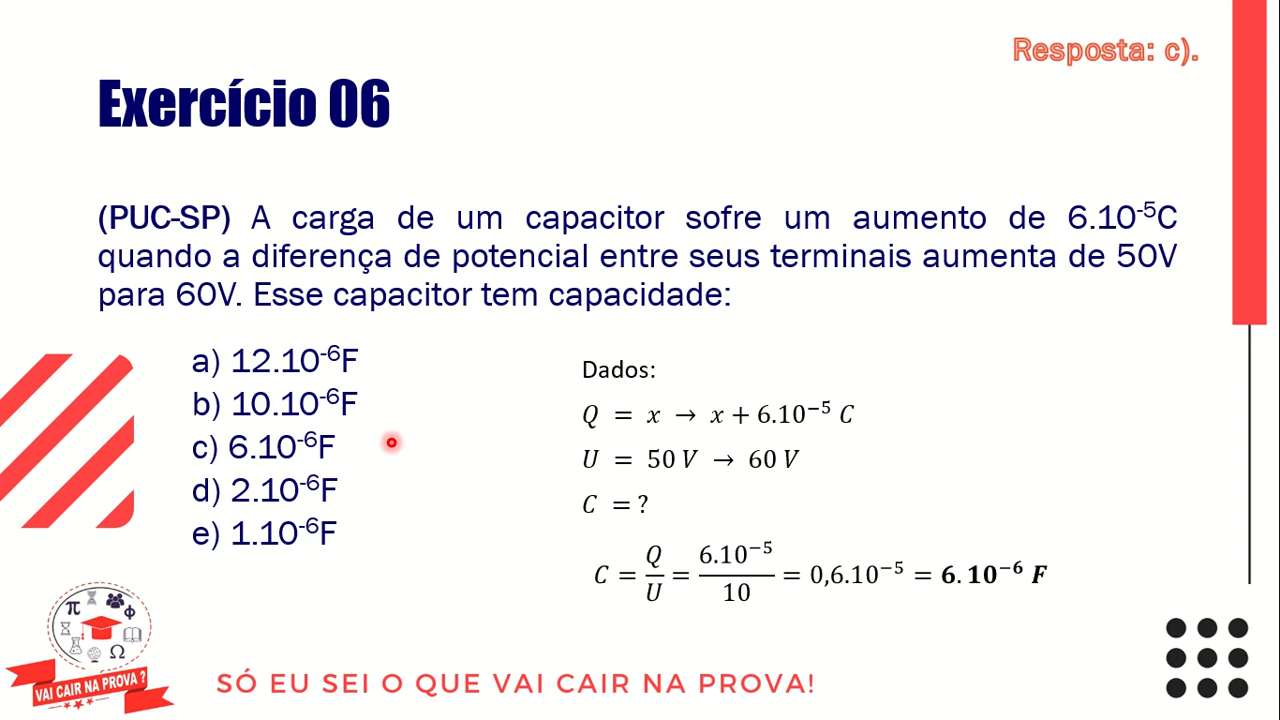 Resposta: c).
Exercício 06
(PUC-SP) A carga de um capacitor sofre um aumento de 6.10⁻⁵C
quando a diferença de potencial entre seus terminais aumenta de 50V
para 60V. Esse capacitor tem capacidade:
a) 12.10⁻⁶F
b) 10.10⁻⁶F
c) 6.10⁻⁶F
d) 2.10⁻⁶F
e) 1.10⁻⁶F
Dados:
Q = x → x + 6.10⁻⁵ C
U = 50 V → 60 V
C = ?
C = Q/U = 6.10⁻⁵/10 = 0,6.10⁻⁵ = 6.10⁻⁶ F
π Φ
Ω
VAI CAIR NA PROVA ?
SÓ EU SEI O QUE VAI CAIR NA PROVA!